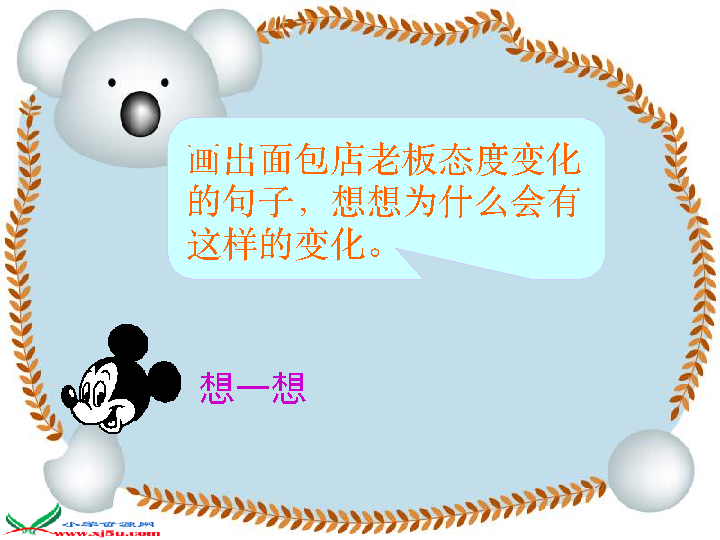 画出面包店老板态度变化
的句子，想想为什么会有
这样的变化。
想一想
小学资源网
www.xj5u.com